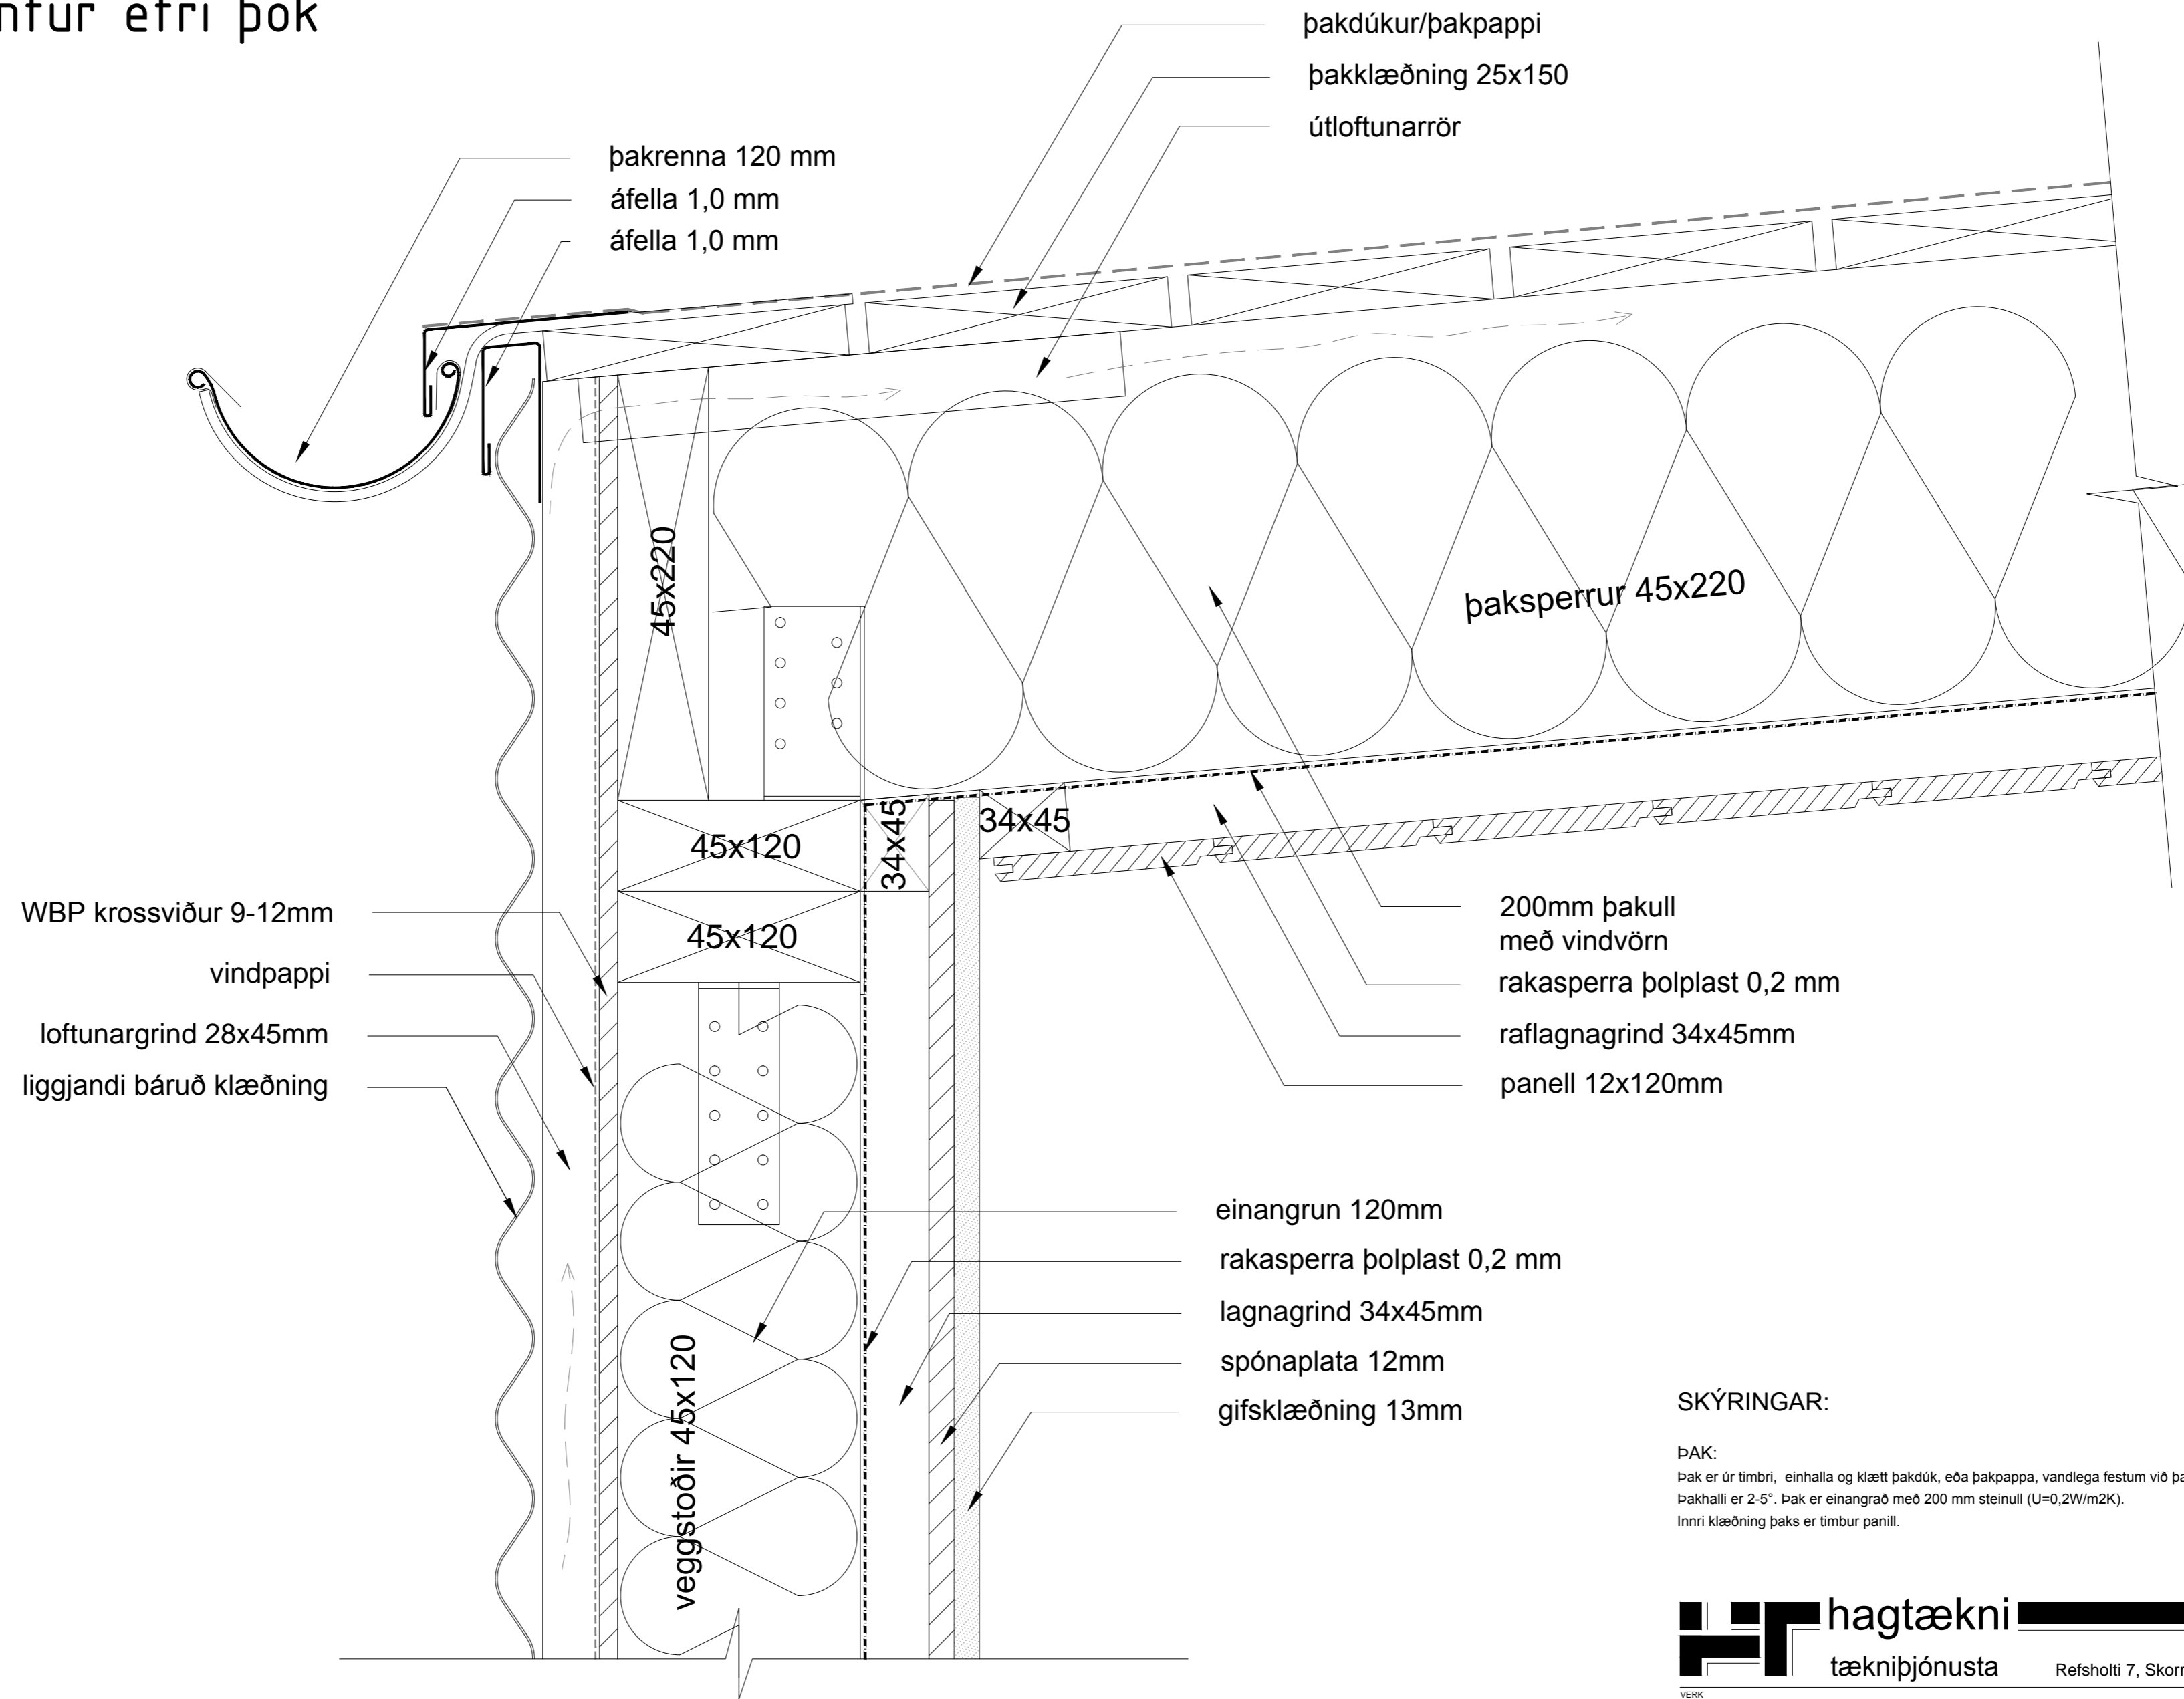 efri þök
þakdúkur/þakpappi
þakklæðning 25x150
útloftunarrör
þakrenna 120 mm
áfella 1,0 mm
áfella 1,0 mm
45x220
þaksperrur 45x220
45x120
34x45
34x45
45x120
WBP krossviður 9-12mm
vindpappi
loftunargrind 28x45mm
liggjandi báruð klæðning
200mm þakull
með vindvörn
rakasperra þolplast 0,2 mm
raflagnagrind 34x45mm
panell 12x120mm
einangrun 120mm
rakasperra þolplast 0,2 mm
lagnagrind 34x45mm
spónaplata 12mm
gifsklæðning 13mm
veggstoðir 45x120
SKÝRINGAR:
ÞAK:
Þak er úr timbri, einhalla og klætt þakdúk, eða þakpappa, vandlega festum við
Þakhalli er 2-5°. Þak er einangrað með 200 mm steinull (U=0,2W/m2K).
Innri klæðning þaks er timbur panill.
hagtækni
tækniþjónusta
Refsholti 7,
VERK